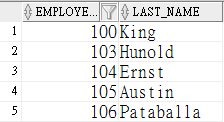 EMPLOYE... LAST_NAME
1 100 King
2 103 Hunold
3 104 Ernst
4 105 Austin
5 106 Pataballa